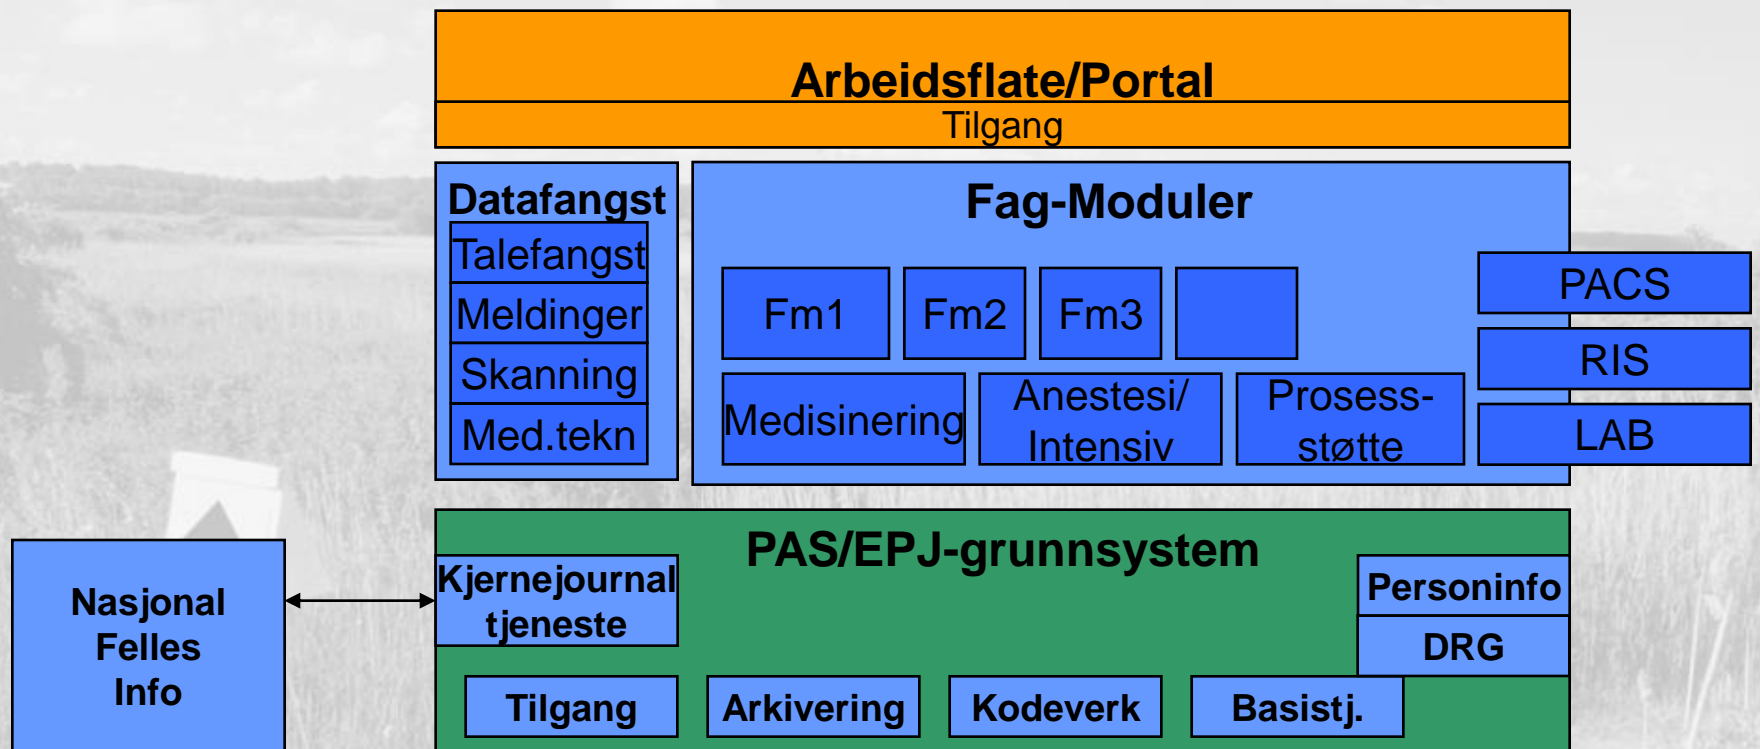 Arbeidsflate/Portal
Tilgang
Datafangst
Talefangst
Meldinger
Skanning
Med.tekn
Fag-Moduler
Fm1
Fm2
Fm3
Medisinering
Anestesi/
Intensiv
Prosess-
støtte
PACS
RIS
LAB
Nasjonal
Felles
Info
PAS/EPJ-grunnsystem
Kjernejournal
tjeneste
Personinfo
DRG
Tilgang
Arkivering
Kodeverk
Basistj.